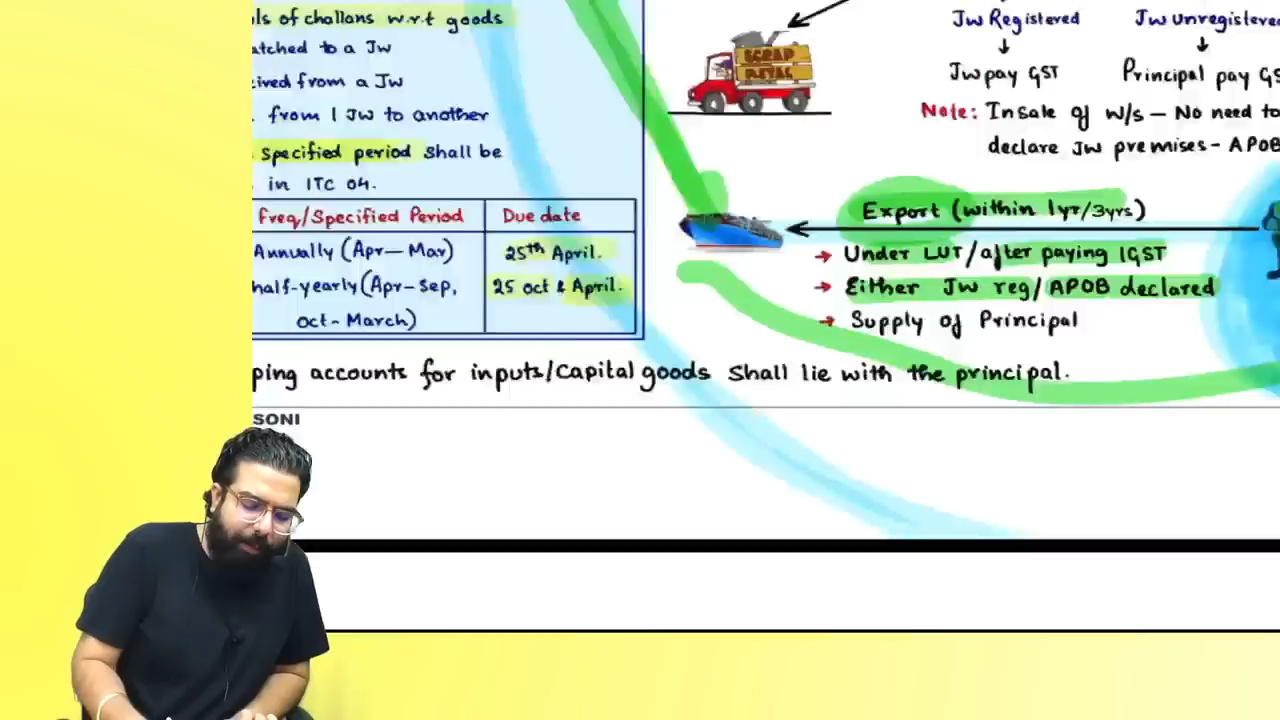 ls of challans w.r.t goods
atched to a Jw
ived from a Jw
. from 1 JW to another
specified period shall be
in ITC 04.
freq/Specified Period Due date
Annually (Apr-Mar) 25th April.
half-yearly (Apr-Sep, 25 oct & April.
oct-March)
ping accounts for inputs/Capital goods shall lie with the principal.
SONI
SCRAP
METAL
Jw Registered Jw unregistered
Jw pay GST Principal pay GS
Note: In sale of w/s - No need to
declare Jw premises - APOB
Export (within 1yr/3yrs)
→ Under LUT/after paying IGST
→ Either Jw reg/APOB declared
→ Supply of Principal